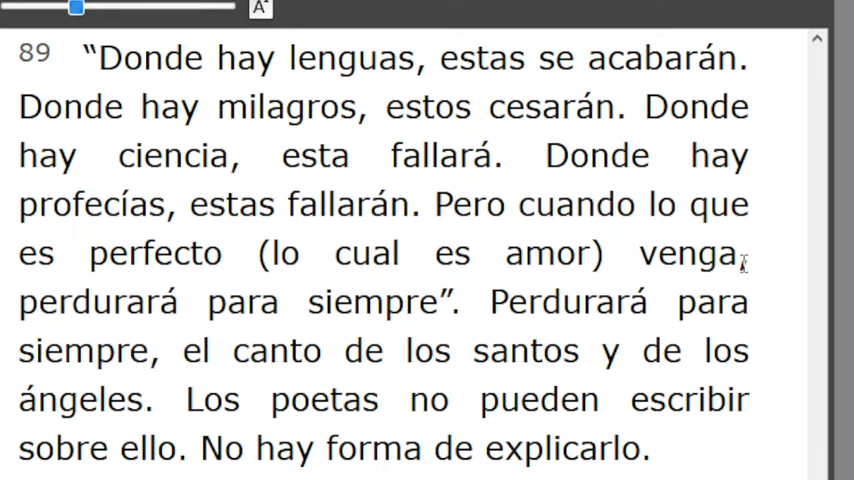 A
89 “Donde hay lenguas, estas se acabarán.
Donde hay milagros, estos cesarán. Donde
hay ciencia, esta fallará. Donde hay
profecías, estas fallarán. Pero cuando lo que
es perfecto (lo cual es amor) venga,
perdurará para siempre”. Perdurará para
siempre, el canto de los santos y de los
ángeles. Los poetas no pueden escribir
sobre ello. No hay forma de explicarlo.